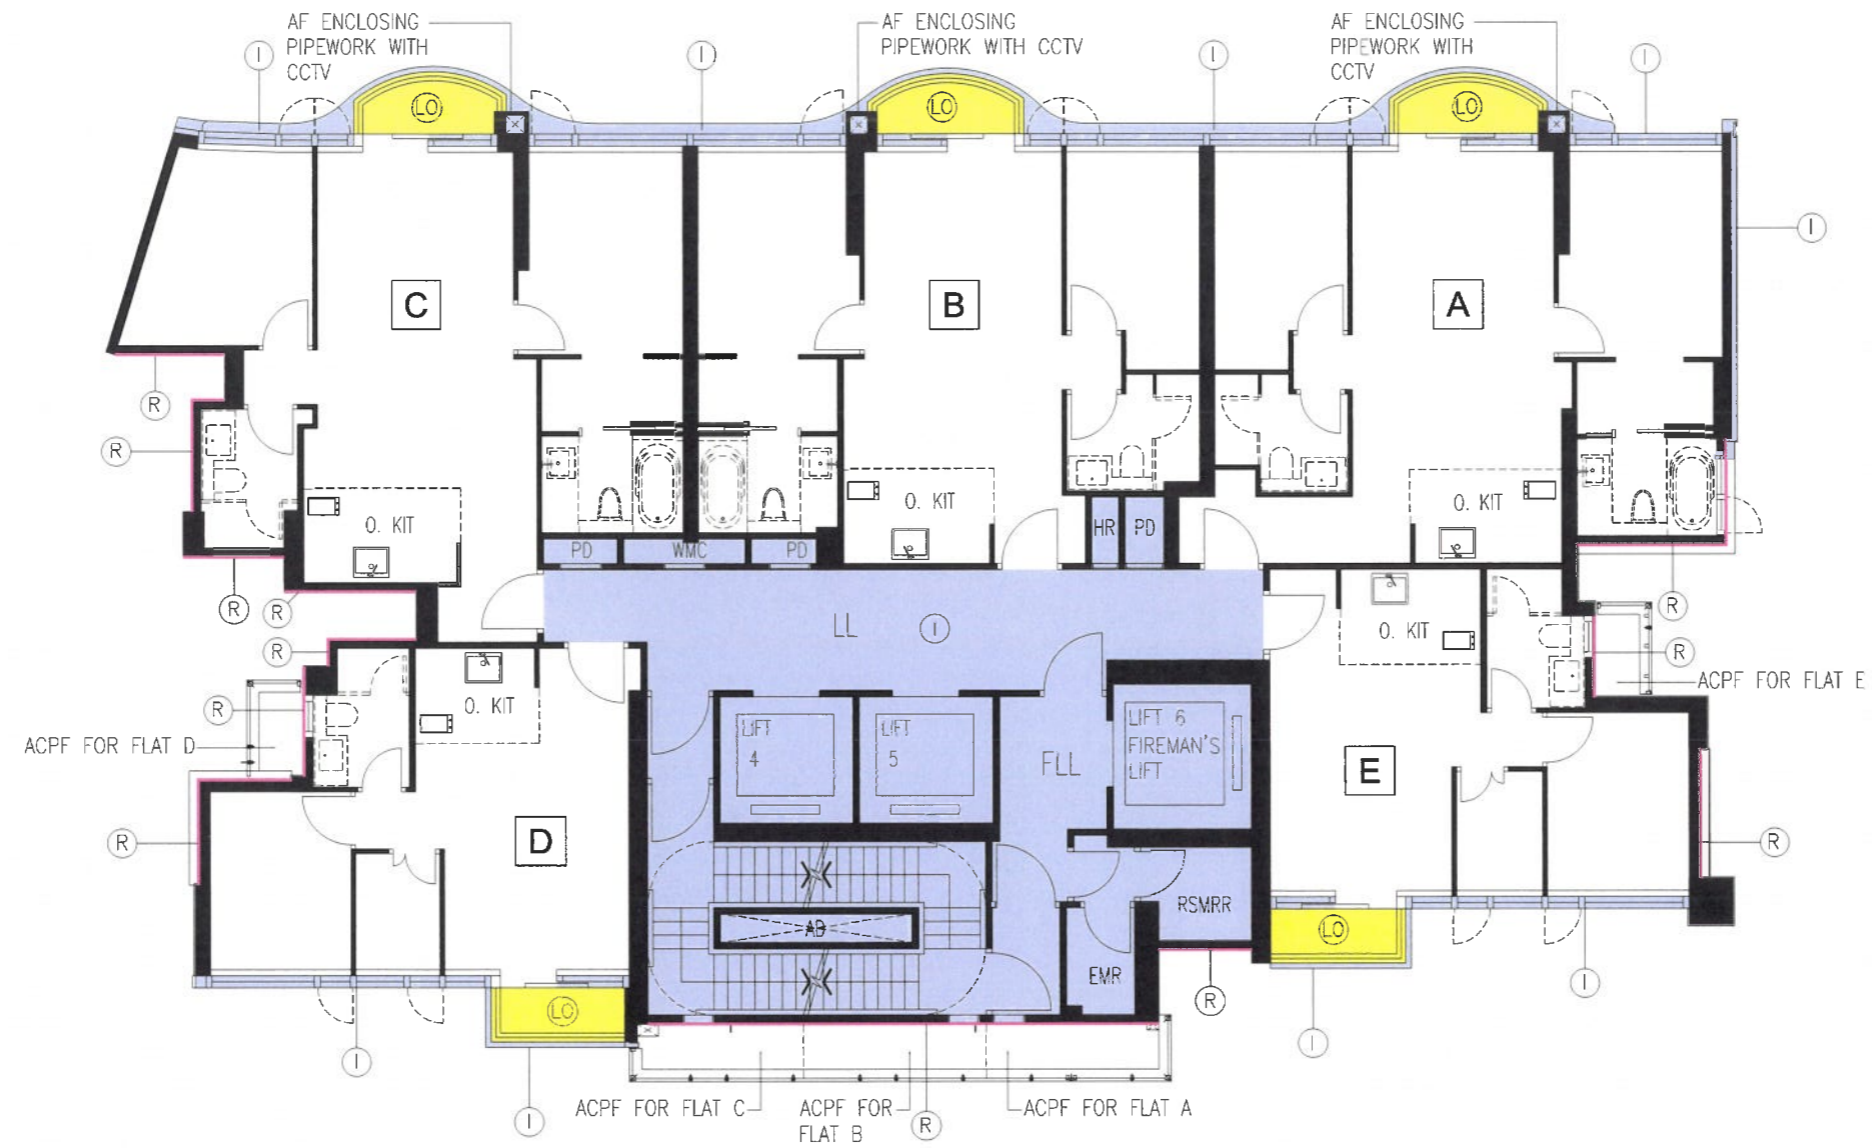 AF ENCLOSING
PIPEWORK WITH
CCTV
AF ENCLOSING
PIPEWORK WITH CCTV
AF ENCLOSING
PIPEWORK WITH
CCTV
I
I
I
I
LO
LO
LO
I
C
B
A
R
R
O. KIT
O. KIT
O. KIT
PD
WMC
PD
HR
PD
R
R
R
R
LL
I
O. KIT
R
R
ACPF FOR FLAT E
O. KIT
R
ACPF FOR FLAT D
LIFT
4
LIFT
5
FLL
LIFT 6
FIREMAN'S
LIFT
E
D
R
R
AD
RSMRR
LO
EMR
R
I
LO
I
I
I
ACPF FOR FLAT C
ACPF FOR
FLAT B
R
ACPF FOR FLAT A